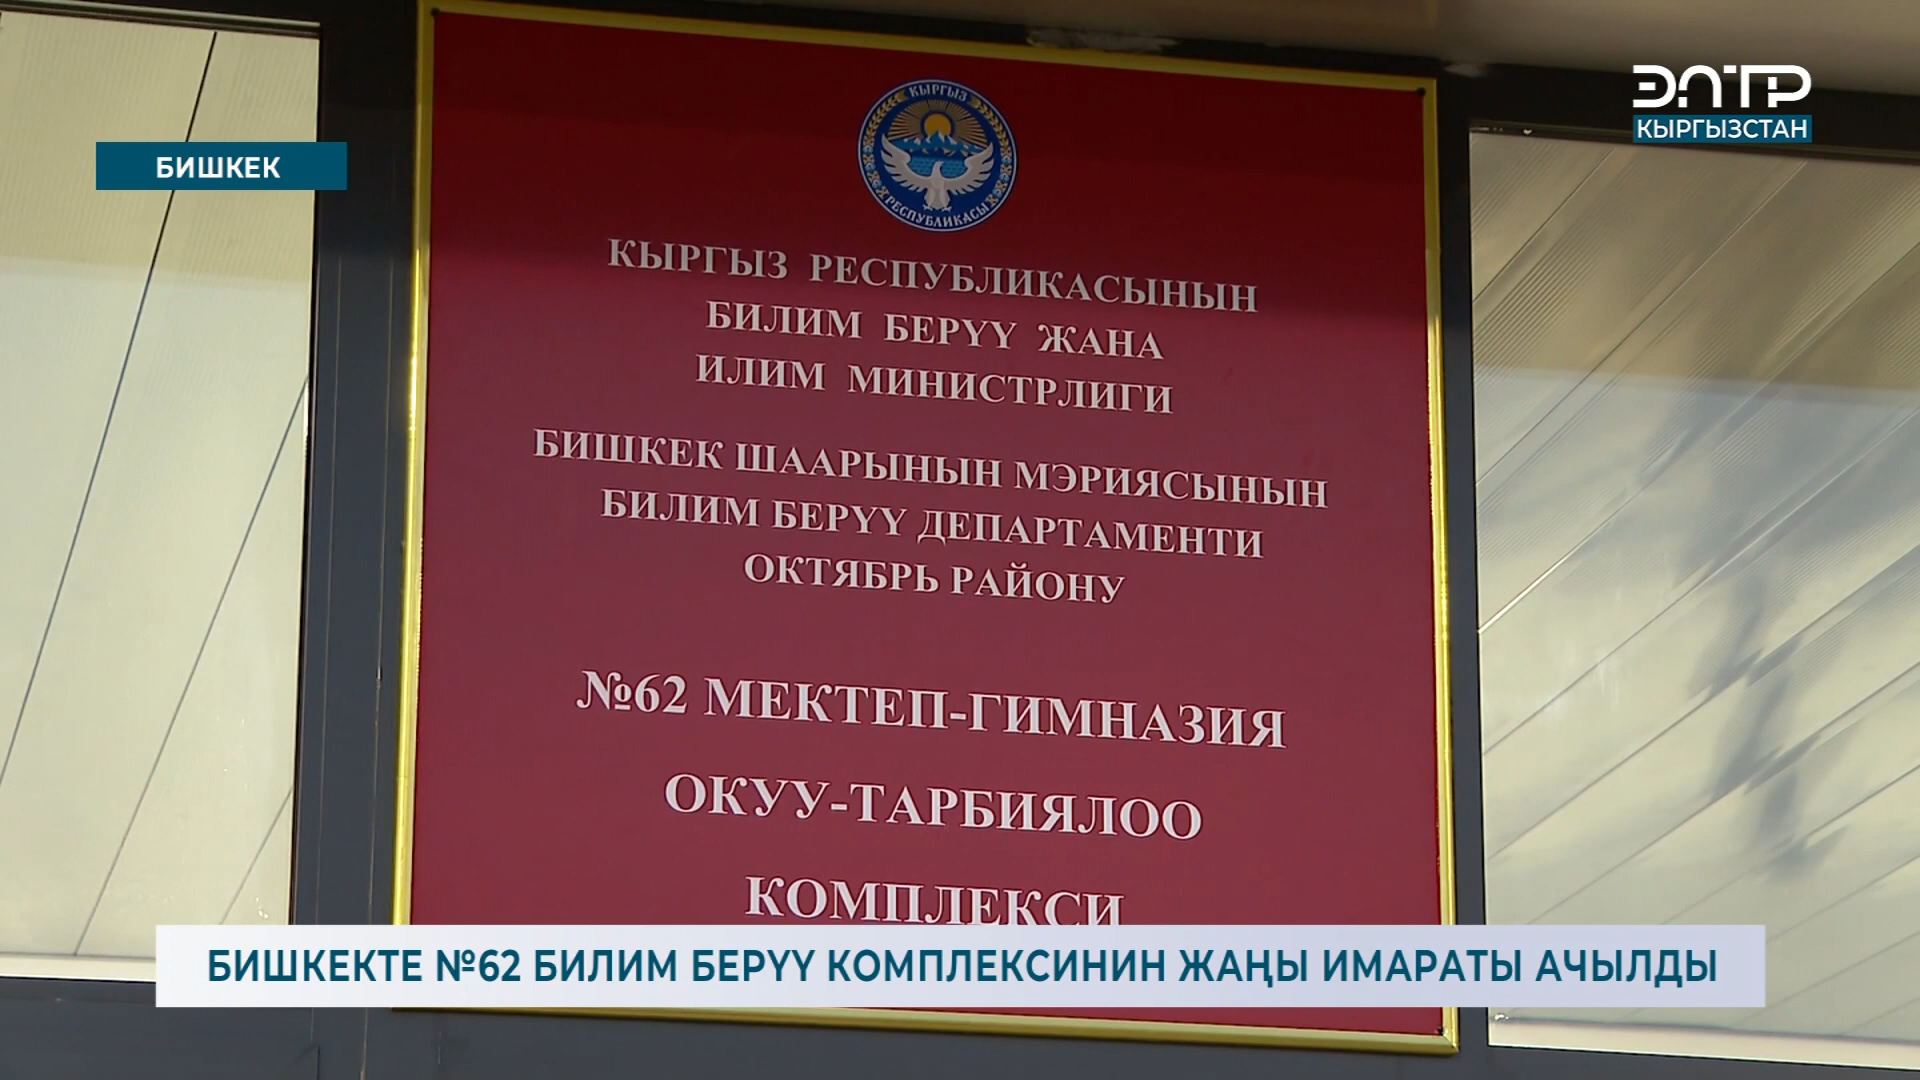 ЭЛТР
КЫРГЫЗСТАН
БИШКЕК
КЫРГЫЗ
РЕСПУБЛИКАСЫ
КЫРГЫЗ РЕСПУБЛИКАСЫНЫН
БИЛИМ БЕРҮҮ ЖАНА
ИЛИМ МИНИСТРЛИГИ
БИШКЕК ШААРЫНЫН МЭРИЯСЫНЫН
БИЛИМ БЕРҮҮ ДЕПАРТАМЕНТИ
ОКТЯБРЬ РАЙОНУ
№62 МЕКТЕП-ГИМНАЗИЯ
ОКУУ-ТАРБИЯЛОО
КОМПЛЕКСИ
БИШКЕКТЕ №62 БИЛИМ БЕРҮҮ КОМПЛЕКСИНИН ЖАҢЫ ИМАРАТЫ АЧЫЛДЫ